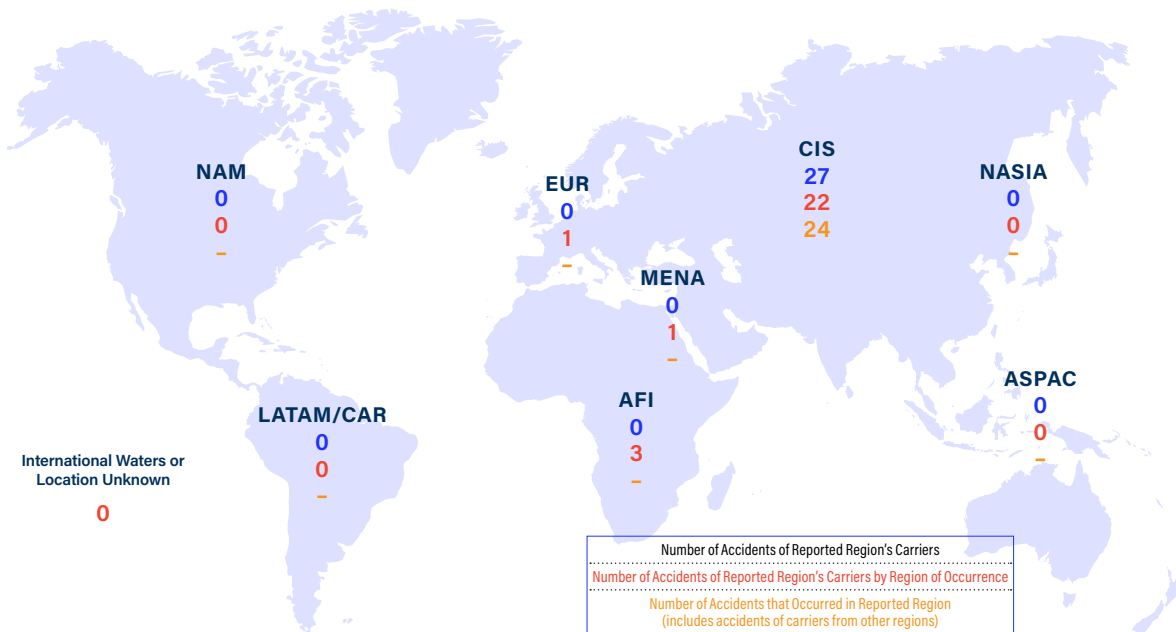 NAM
0
0
–
EUR
0
1
–
CIS
27
22
24
NASIA
0
0
–
MENA
0
1
–
LATAM/CAR
0
0
–
AFI
0
3
–
ASPAC
0
0
–
International Waters or
Location Unknown
0
Number of Accidents of Reported Region's Carriers
Number of Accidents of Reported Region's Carriers by Region of Occurrence
Number of Accidents that Occurred in Reported Region
(includes accidents of carriers from other regions)